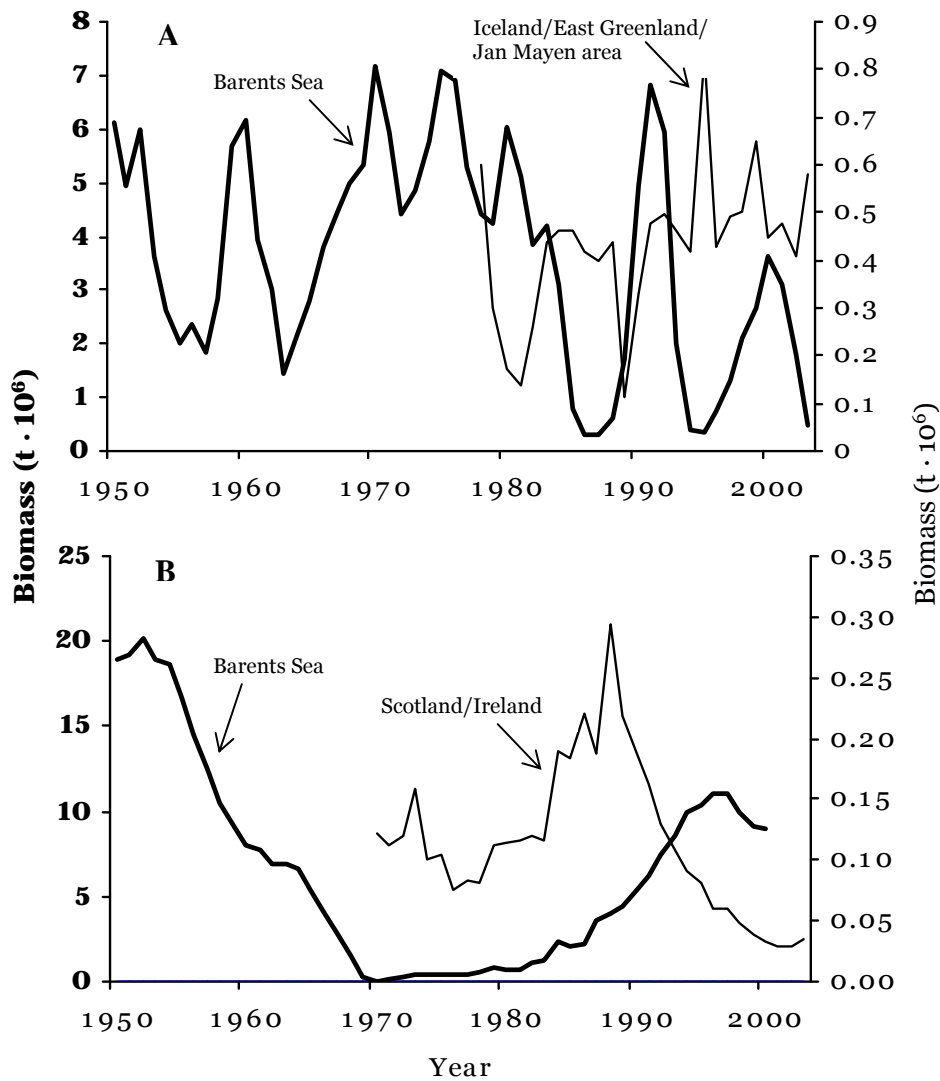 A
Iceland/East Greenland/
Jan Mayen area
Barents Sea
8
7
6
5
4
3
2
1
0
0.9
0.8
0.7
0.6
0.5
0.4
0.3
0.2
0.1
0
1950 1960 1970 1980 1990 2000
Biomass (t · 10⁶)
Biomass (t · 10⁶)
B
Barents Sea
Scotland/Ireland
25
20
15
10
5
0
0.35
0.30
0.25
0.20
0.15
0.10
0.05
0.00
1950 1960 1970 1980 1990 2000
Year